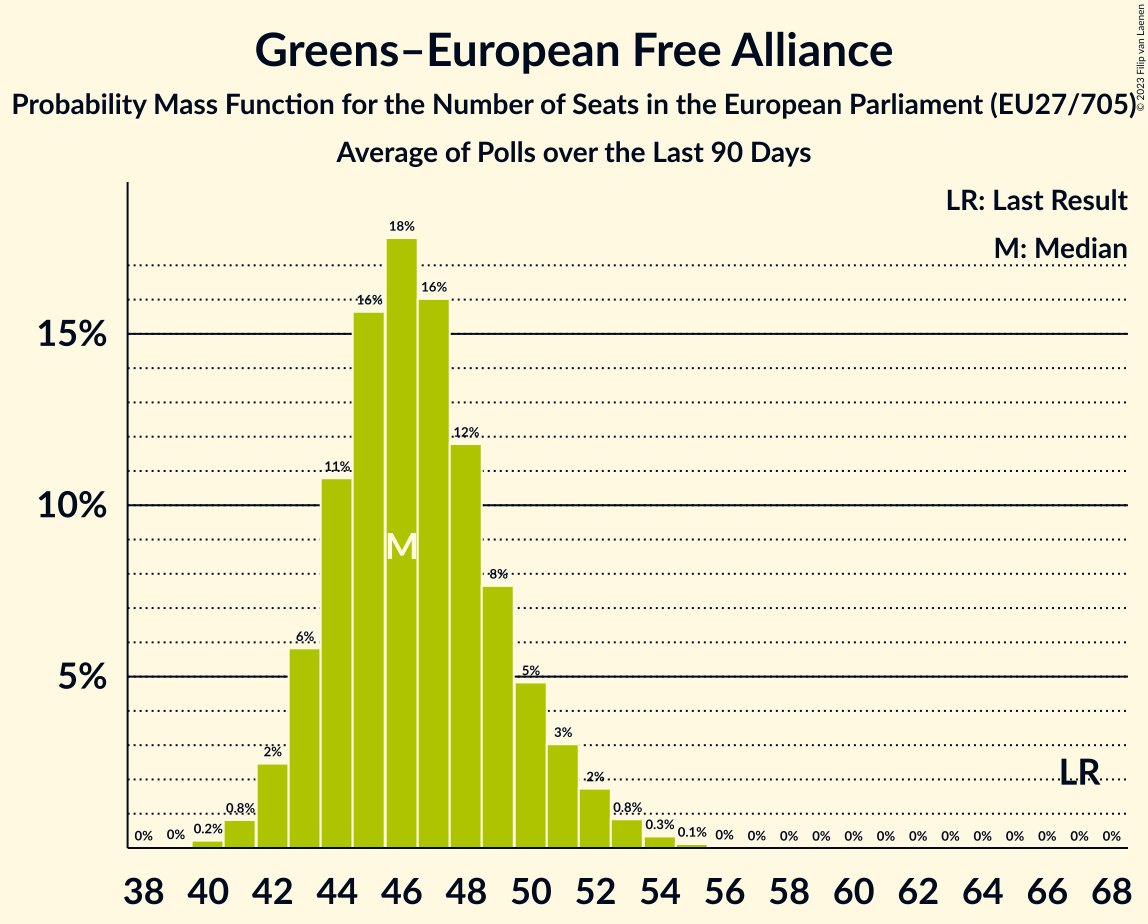 Greens–European Free Alliance
Probability Mass Function for the Number of Seats in the European Parliament (EU27/705)
Average of Polls over the Last 90 Days
© 2023 Filip van Laenen
LR: Last Result
M: Median
15%
10%
5%
0% 0% 0.2% 0.8% 2% 6% 11% 16% 18% 16% 12% 8% 5% 3% 2% 0.8% 0.3% 0.1% 0% 0% 0% 0% 0% 0% 0% 0% 0% 0% 0% 0% 0%
M
LR
38 40 42 44 46 48 50 52 54 56 58 60 62 64 66 68